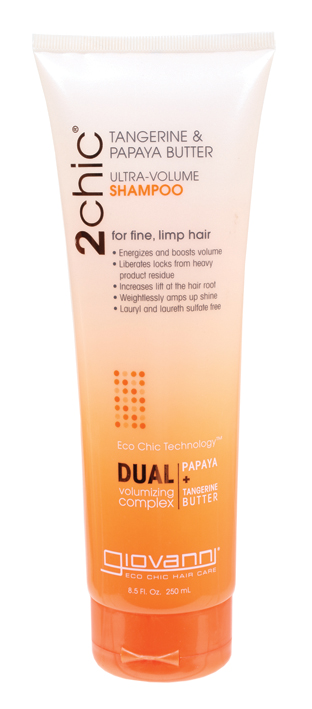 2chic®
TANGERINE &
PAPAYA BUTTER
ULTRA-VOLUME
SHAMPOO
for fine, limp hair
• Energizes and boosts volume
• Liberates locks from heavy
product residue
• Increases lift at the hair root
• Weightlessly amps up shine
• Lauryl and laureth sulfate free
Eco Chic Technology™
DUAL
volumizing
complex
PAPAYA
+
TANGERINE
BUTTER
giovanni®
ECO CHIC HAIR CARE
8.5 Fl. Oz. 250 mL